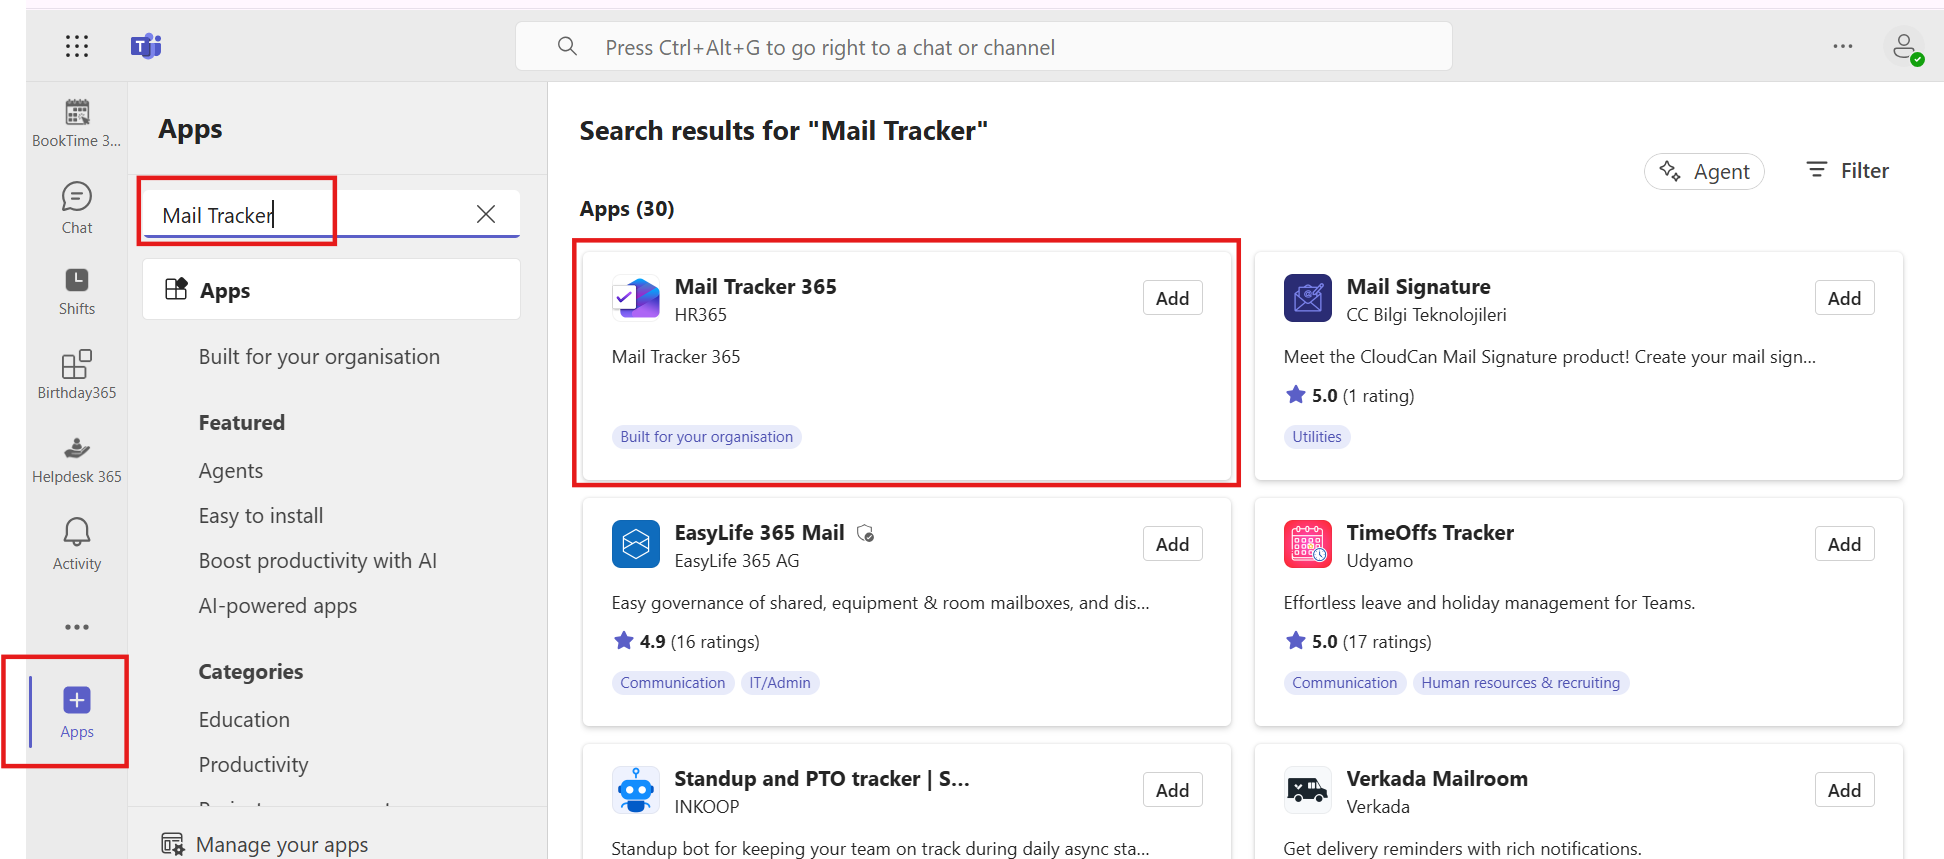 Press Ctrl+Alt+G to go right to a chat or channel
BookTime 3...
Chat
Shifts
Birthday365
Helpdesk 365
Activity
Apps
Apps
Mail Tracker
Apps
Built for your organisation
Featured
Agents
Easy to install
Boost productivity with AI
AI-powered apps
Categories
Education
Productivity
Manage your apps
Search results for "Mail Tracker"
Agent
Filter
Apps (30)
Mail Tracker 365
HR365
Add
Mail Tracker 365
Built for your organisation
Mail Signature
CC Bilgi Teknolojileri
Add
Meet the CloudCan Mail Signature product! Create your mail sign...
5.0 (1 rating)
Utilities
EasyLife 365 Mail
EasyLife 365 AG
Add
Easy governance of shared, equipment & room mailboxes, and dis...
4.9 (16 ratings)
Communication IT/Admin
TimeOffs Tracker
Udyamo
Add
Effortless leave and holiday management for Teams.
5.0 (17 ratings)
Communication Human resources & recruiting
Standup and PTO tracker | S...
INKOOP
Add
Standup bot for keeping your team on track during daily async sta...
Verkada Mailroom
Verkada
Add
Get delivery reminders with rich notifications.